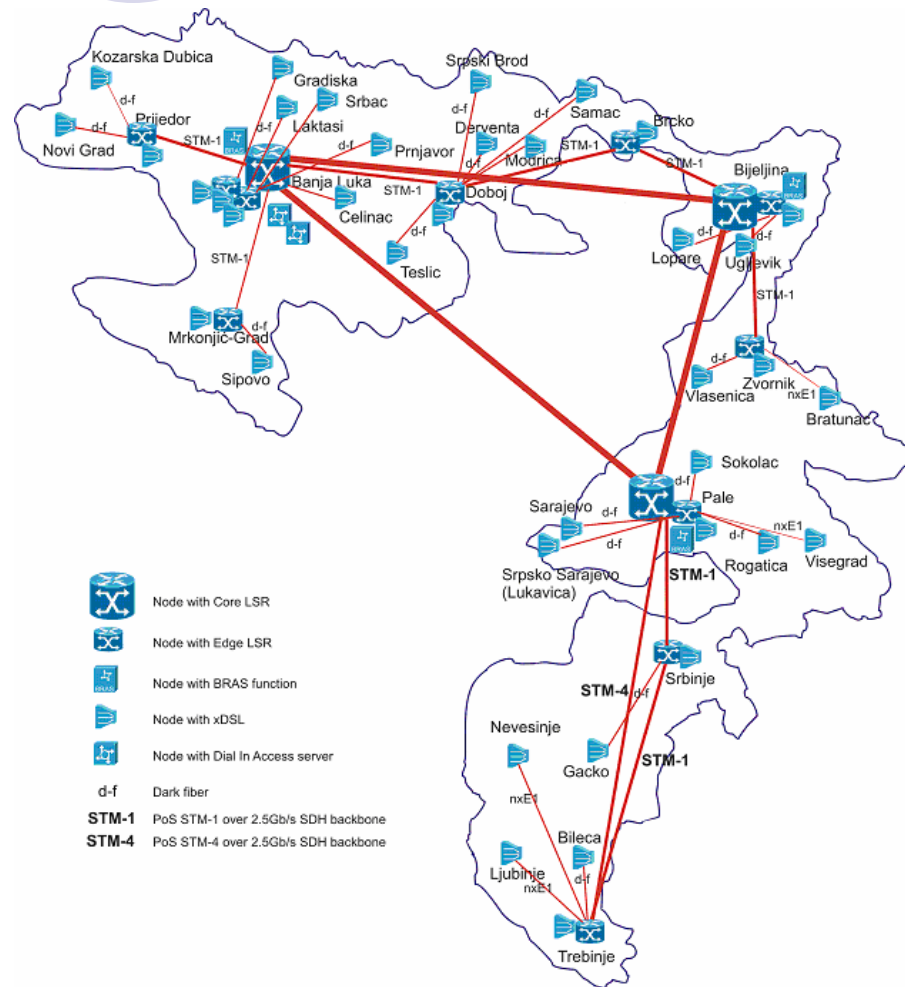 Kozarska Dubica
Gradiska
Srpski Brod
d-f
Srbac
Samac
Prijedor
STM-1
BRAS
d-f
Laktasi
d-f
d-f
Derventa
Brcko
Novi Grad
d-f
d-f
Prnjavor
d-f
Modrica
STM-1
STM-1
Bijeljina
Banja Luka
STM-1
Doboj
BRAS
Celinac
d-f
d-f
d-f
STM-1
Teslic
Lopare
Ugljevik
STM-1
Mrkonjić-Grad
d-f
Sipovo
d-f
Zvornik
Vlasenica
nxE1
Bratunac
Sokolac
d-f
Pale
Sarajevo
d-f
nxE1
d-f
BRAS
d-f
Rogatica
Visegrad
Srpsko Sarajevo
(Lukavica)
STM-1
Node with Core LSR
Node with Edge LSR
Srbinje
BRAS
Node with BRAS function
STM-4
d-f
Node with xDSL
Nevesinje
Node with Dial In Access server
Gacko
STM-1
d-f
Dark fiber
nxE1
STM-1
PoS STM-1 over 2.5Gb/s SDH backbone
STM-4
PoS STM-4 over 2.5Gb/s SDH backbone
Bileca
Ljubinje
d-f
nxE1
Trebinje